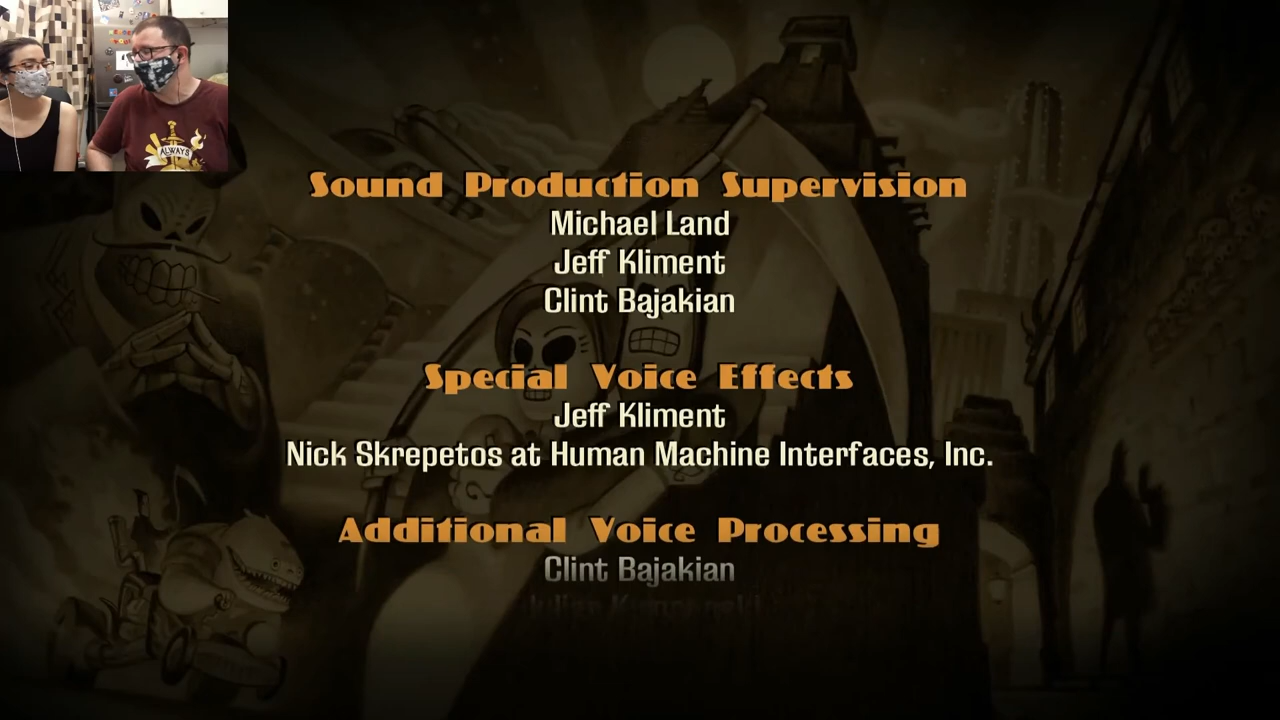 ALWAYS
Sound Production Supervision
Michael Land
Jeff Kliment
Clint Bajakian
Special Voice Effects
Jeff Kliment
Nick Skrepetos at Human Machine Interfaces, Inc.
Additional Voice Processing
Clint Bajakian